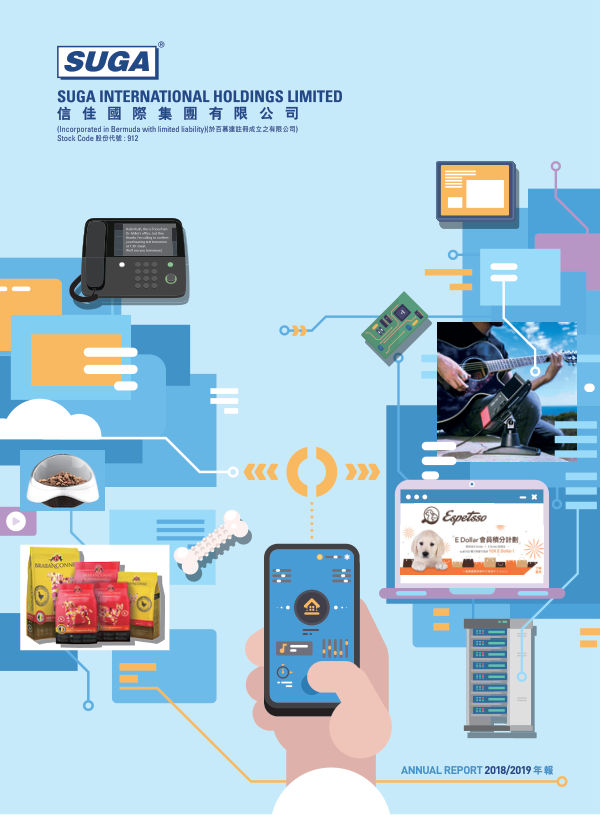 SUGA®
SUGA INTERNATIONAL HOLDINGS LIMITED
信佳國際集團有限公司
(Incorporated in Bermuda with limited liability)(於百慕達註冊成立之有限公司)
Stock Code 股份代號 : 912
BRABANÇONNE
Espetsso
E Dollar 會員積分計劃
ANNUAL REPORT 2018/2019 年報